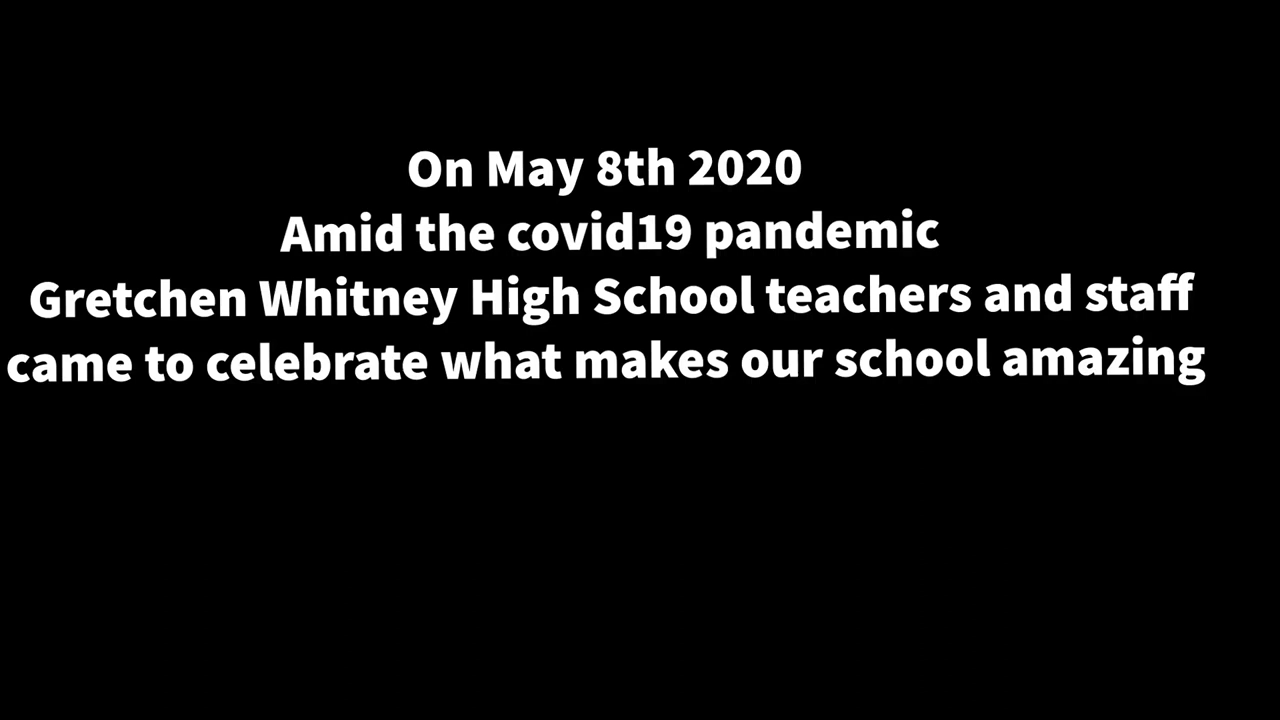 On May 8th 2020
Amid the covid19 pandemic
Gretchen Whitney High School teachers and staff
came to celebrate what makes our school amazing